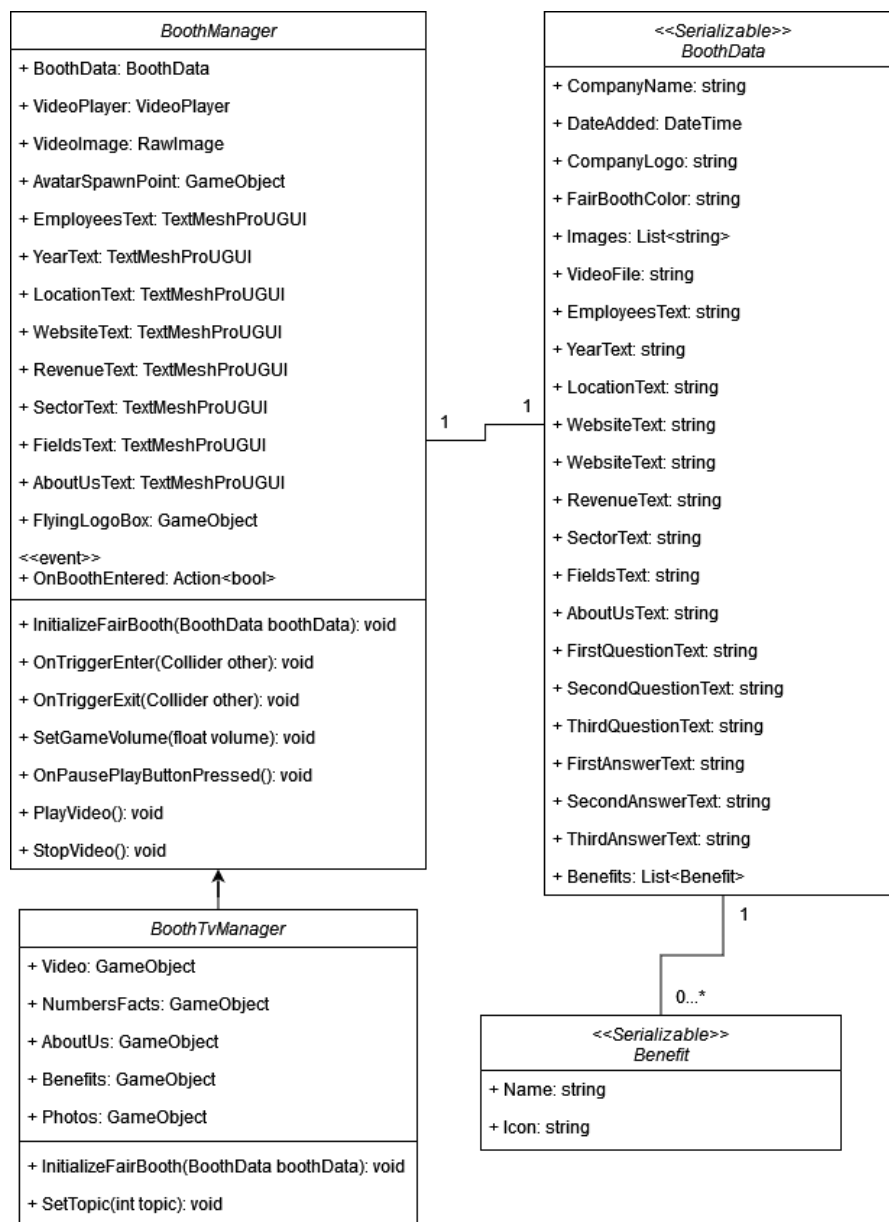 BoothManager
+ BoothData: BoothData
+ VideoPlayer: VideoPlayer
+ VideoImage: RawImage
+ AvatarSpawnPoint: GameObject
+ EmployeesText: TextMeshProUGUI
+ YearText: TextMeshProUGUI
+ LocationText: TextMeshProUGUI
+ WebsiteText: TextMeshProUGUI
+ RevenueText: TextMeshProUGUI
+ SectorText: TextMeshProUGUI
+ FieldsText: TextMeshProUGUI
+ AboutUsText: TextMeshProUGUI
+ FlyingLogoBox: GameObject
<<event>>
+ OnBoothEntered: Action<bool>
+ InitializeFairBooth(BoothData boothData): void
+ OnTriggerEnter(Collider other): void
+ OnTriggerExit(Collider other): void
+ SetGameVolume(float volume): void
+ OnPausePlayButtonPressed(): void
+ PlayVideo(): void
+ StopVideo(): void
1
1
<<Serializable>>
BoothData
+ CompanyName: string
+ DateAdded: DateTime
+ CompanyLogo: string
+ FairBoothColor: string
+ Images: List<string>
+ VideoFile: string
+ EmployeesText: string
+ YearText: string
+ LocationText: string
+ WebsiteText: string
+ WebsiteText: string
+ RevenueText: string
+ SectorText: string
+ FieldsText: string
+ AboutUsText: string
+ FirstQuestionText: string
+ SecondQuestionText: string
+ ThirdQuestionText: string
+ FirstAnswerText: string
+ SecondAnswerText: string
+ ThirdAnswerText: string
+ Benefits: List<Benefit>
BoothTvManager
+ Video: GameObject
+ NumbersFacts: GameObject
+ AboutUs: GameObject
+ Benefits: GameObject
+ Photos: GameObject
+ InitializeFairBooth(BoothData boothData): void
+ SetTopic(int topic): void
1
0...*
<<Serializable>>
Benefit
+ Name: string
+ Icon: string